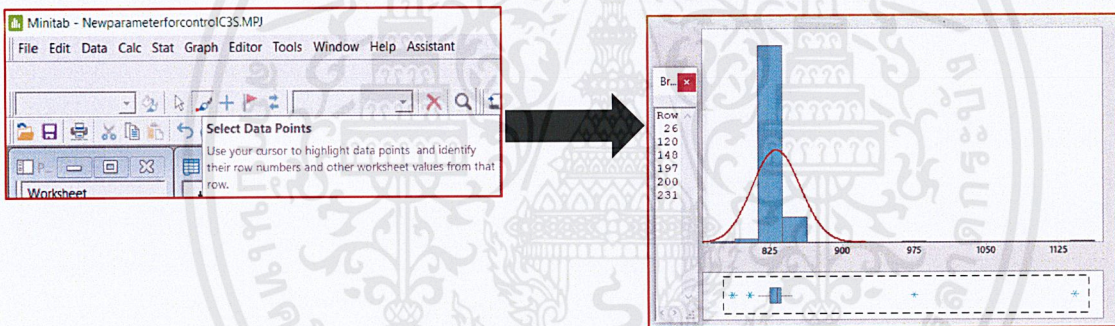 Minitab - NewparameterforcontrolC3S.MPJ
File Edit Data Calc Stat Graph Editor Tools Window Help Assistant
Select Data Points
Use your cursor to highlight data points and identify
their row numbers and other worksheet values from that
row.
P...
Worksheet
Br...
Row
26
120
148
197
200
231
825 900 975 1050 1125